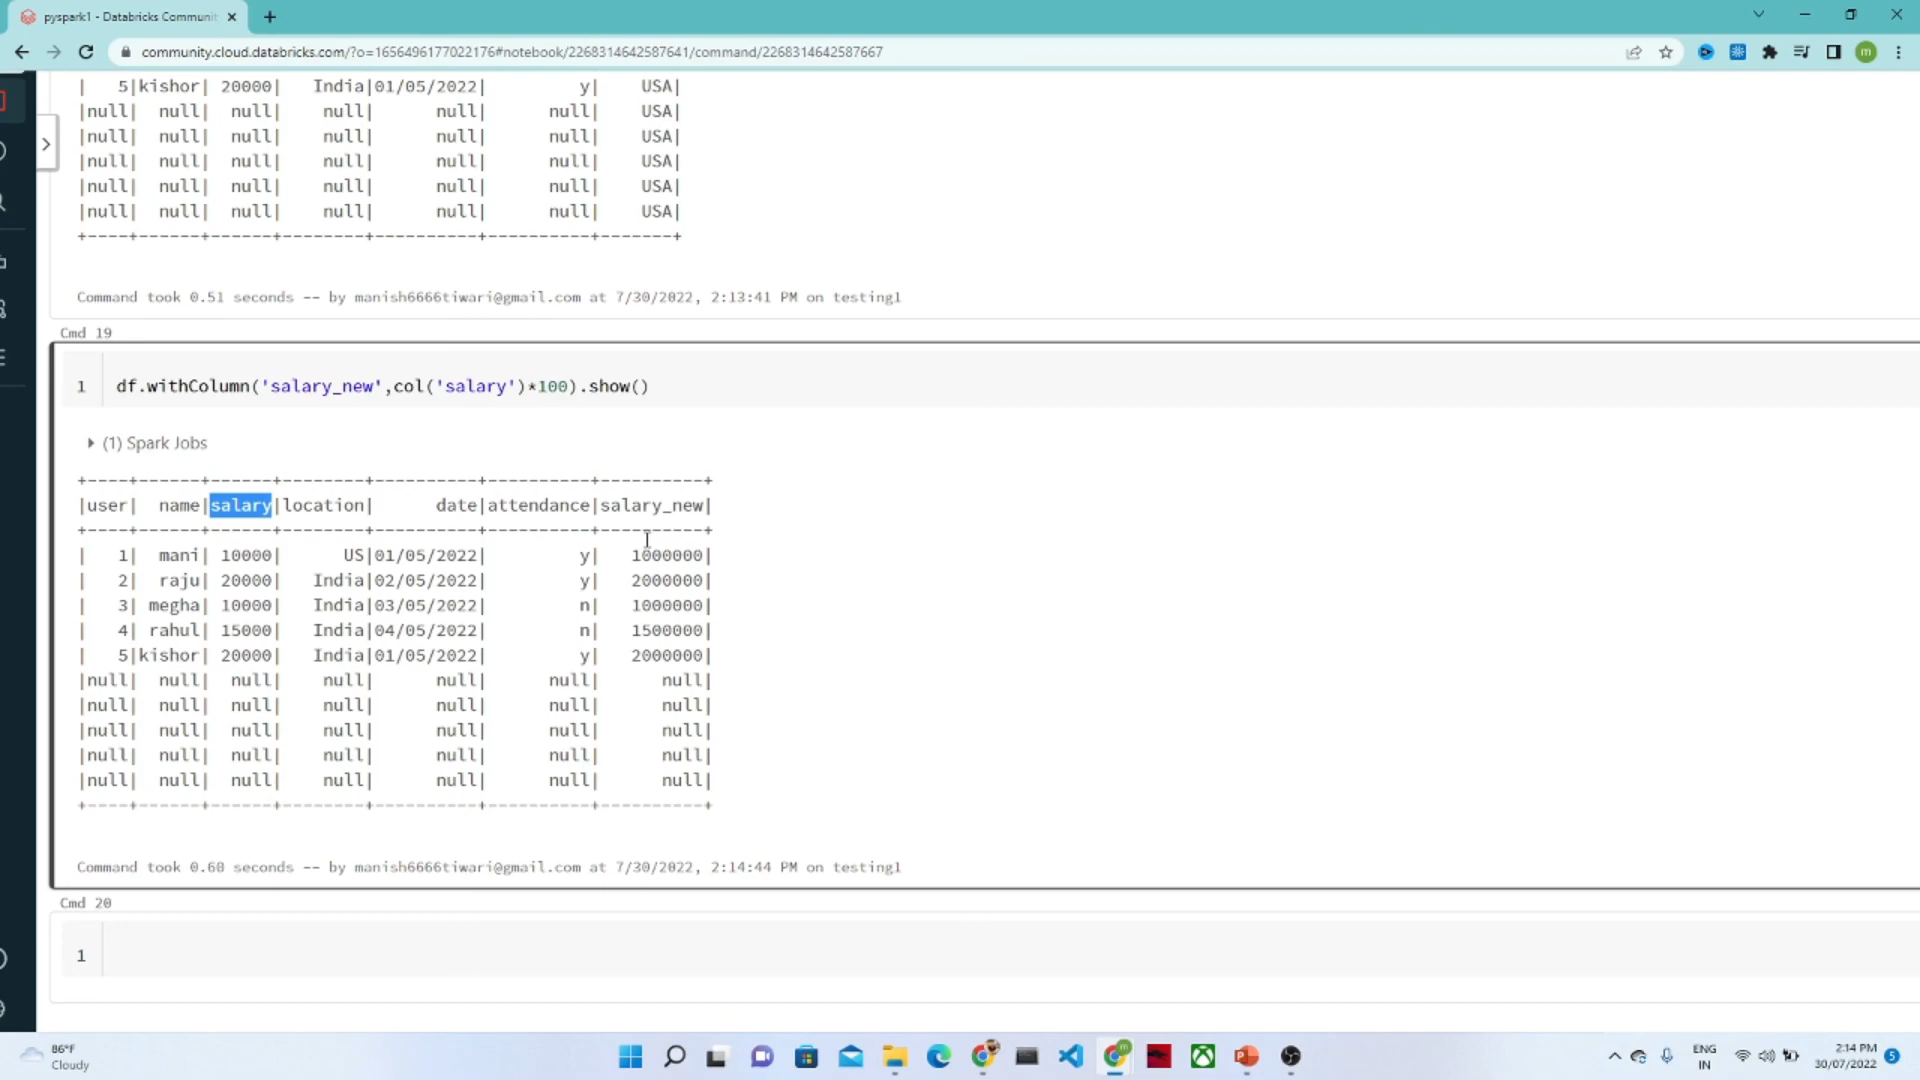 pyspark1 - Databricks Communit
community.cloud.databricks.com/?o=1656496177022176#notebook/2268314642587641/command/2268314642587667
m
|   5|kishor| 20000|   India|01/05/2022|         y|    USA|
|null|  null|  null|    null|      null|      null|    USA|
|null|  null|  null|    null|      null|      null|    USA|
|null|  null|  null|    null|      null|      null|    USA|
|null|  null|  null|    null|      null|      null|    USA|
|null|  null|  null|    null|      null|      null|    USA|
+----+------+------+--------+----------+----------+-------+
Command took 0.51 seconds -- by manish6666tiwari@gmail.com at 7/30/2022, 2:13:41 PM on testing1
Cmd 19
1 df.withColumn('salary_new',col('salary')*100).show()
(1) Spark Jobs
+----+------+------+--------+----------+----------+----------+
|user|  name|salary|location|      date|attendance|salary_new|
+----+------+------+--------+----------+----------+----------+
|   1|  mani| 10000|      US|01/05/2022|         y|   1000000|
|   2|  raju| 20000|   India|02/05/2022|         y|   2000000|
|   3| megha| 10000|   India|03/05/2022|         n|   1000000|
|   4| rahul| 15000|   India|04/05/2022|         n|   1500000|
|   5|kishor| 20000|   India|01/05/2022|         y|   2000000|
|null|  null|  null|    null|      null|      null|      null|
|null|  null|  null|    null|      null|      null|      null|
|null|  null|  null|    null|      null|      null|      null|
|null|  null|  null|    null|      null|      null|      null|
|null|  null|  null|    null|      null|      null|      null|
+----+------+------+--------+----------+----------+----------+
Command took 0.60 seconds -- by manish6666tiwari@gmail.com at 7/30/2022, 2:14:44 PM on testing1
Cmd 20
1
86°F
Cloudy
m
ENG
IN
2:14 PM
30/07/2022
5